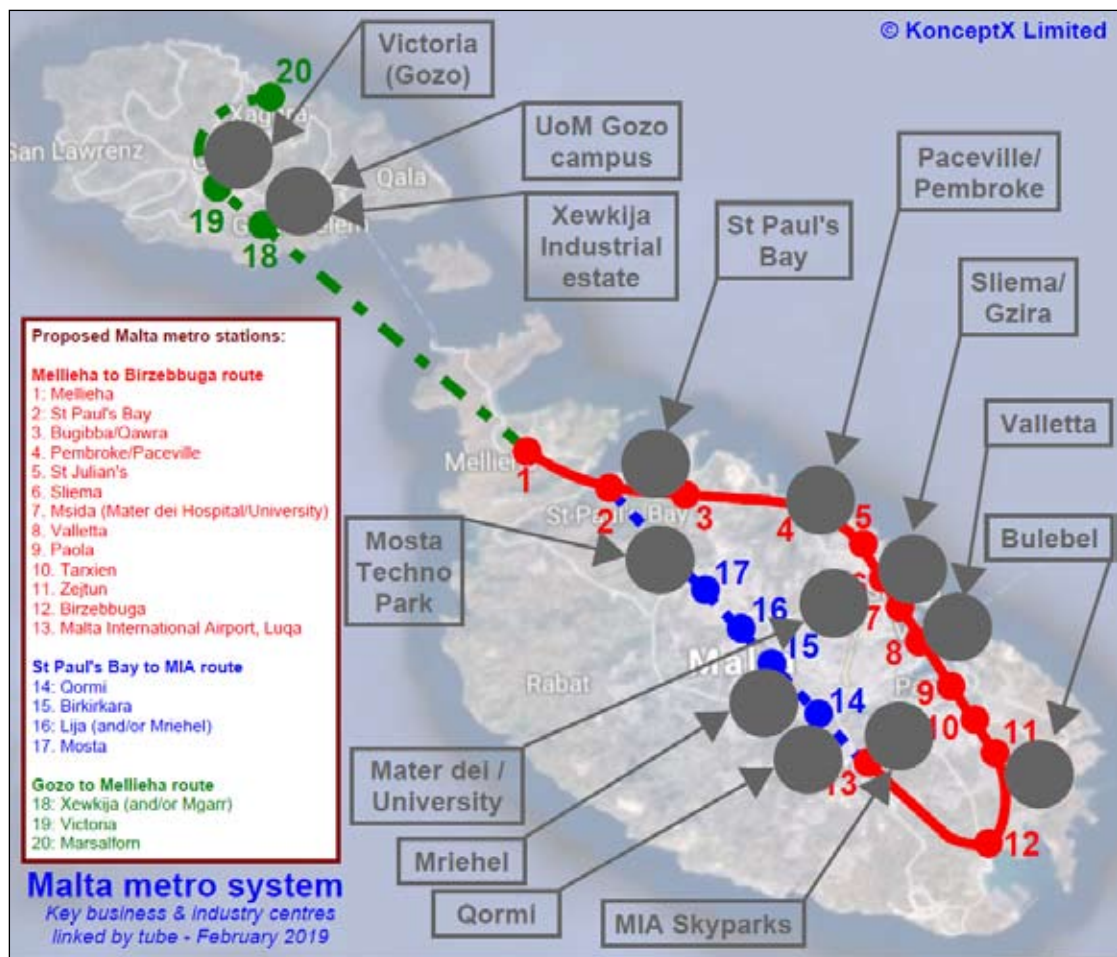 © KonceptX Limited
Victoria
(Gozo)
20
UoM Gozo
campus
San Lawrenz
Qala
Paceville/
Pembroke
19
18
Xewkija
Industrial
estate
St Paul's
Bay
Sliema/
Gzira
Proposed Malta metro stations:
Mellieha to Birzebbuga route
1: Mellieha
2: St Paul's Bay
3. Bugibba/Qawra
4. Pembroke/Paceville
5: St Julian's
6. Sliema
7. Msida (Mater dei Hospital/University)
8. Valletta
9. Paola
10. Tarxien
11: Zejtun
12. Birzebbuga
13. Malta International Airport, Luqa
St Paul's Bay to MIA route
14: Qormi
15. Birkirkara
16: Lija (and/or Mriehel)
17. Mosta
Gozo to Mellieha route
18: Xewkija (and/or Mgarr)
19: Victoria
20: Marsalforn
Valletta
1
2
3
4
5
St Paul's Bay
Mosta
Techno
Park
Bulebel
17
6
7
16
15
8
Rabat
14
9
10
11
13
12
Mater dei /
University
Mriehel
Qormi
MIA Skyparks
Malta metro system
Key business & industry centres
linked by tube - February 2019